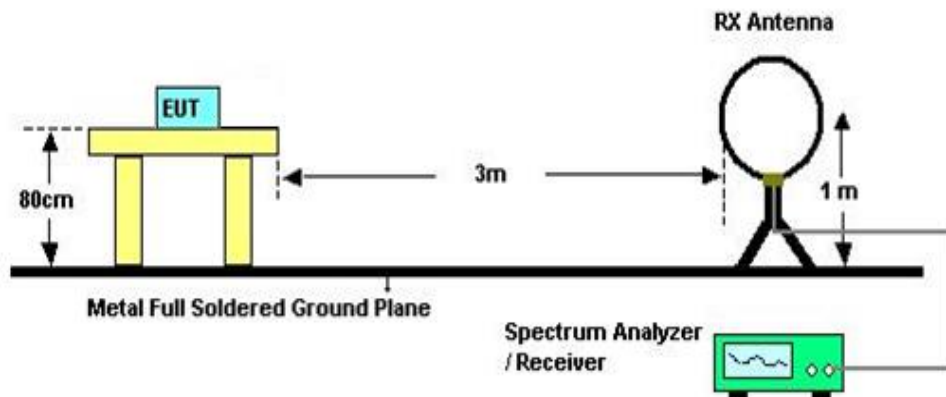 RX Antenna
EUT
80cm
3m
1 m
Metal Full Soldered Ground Plane
Spectrum Analyzer
/ Receiver